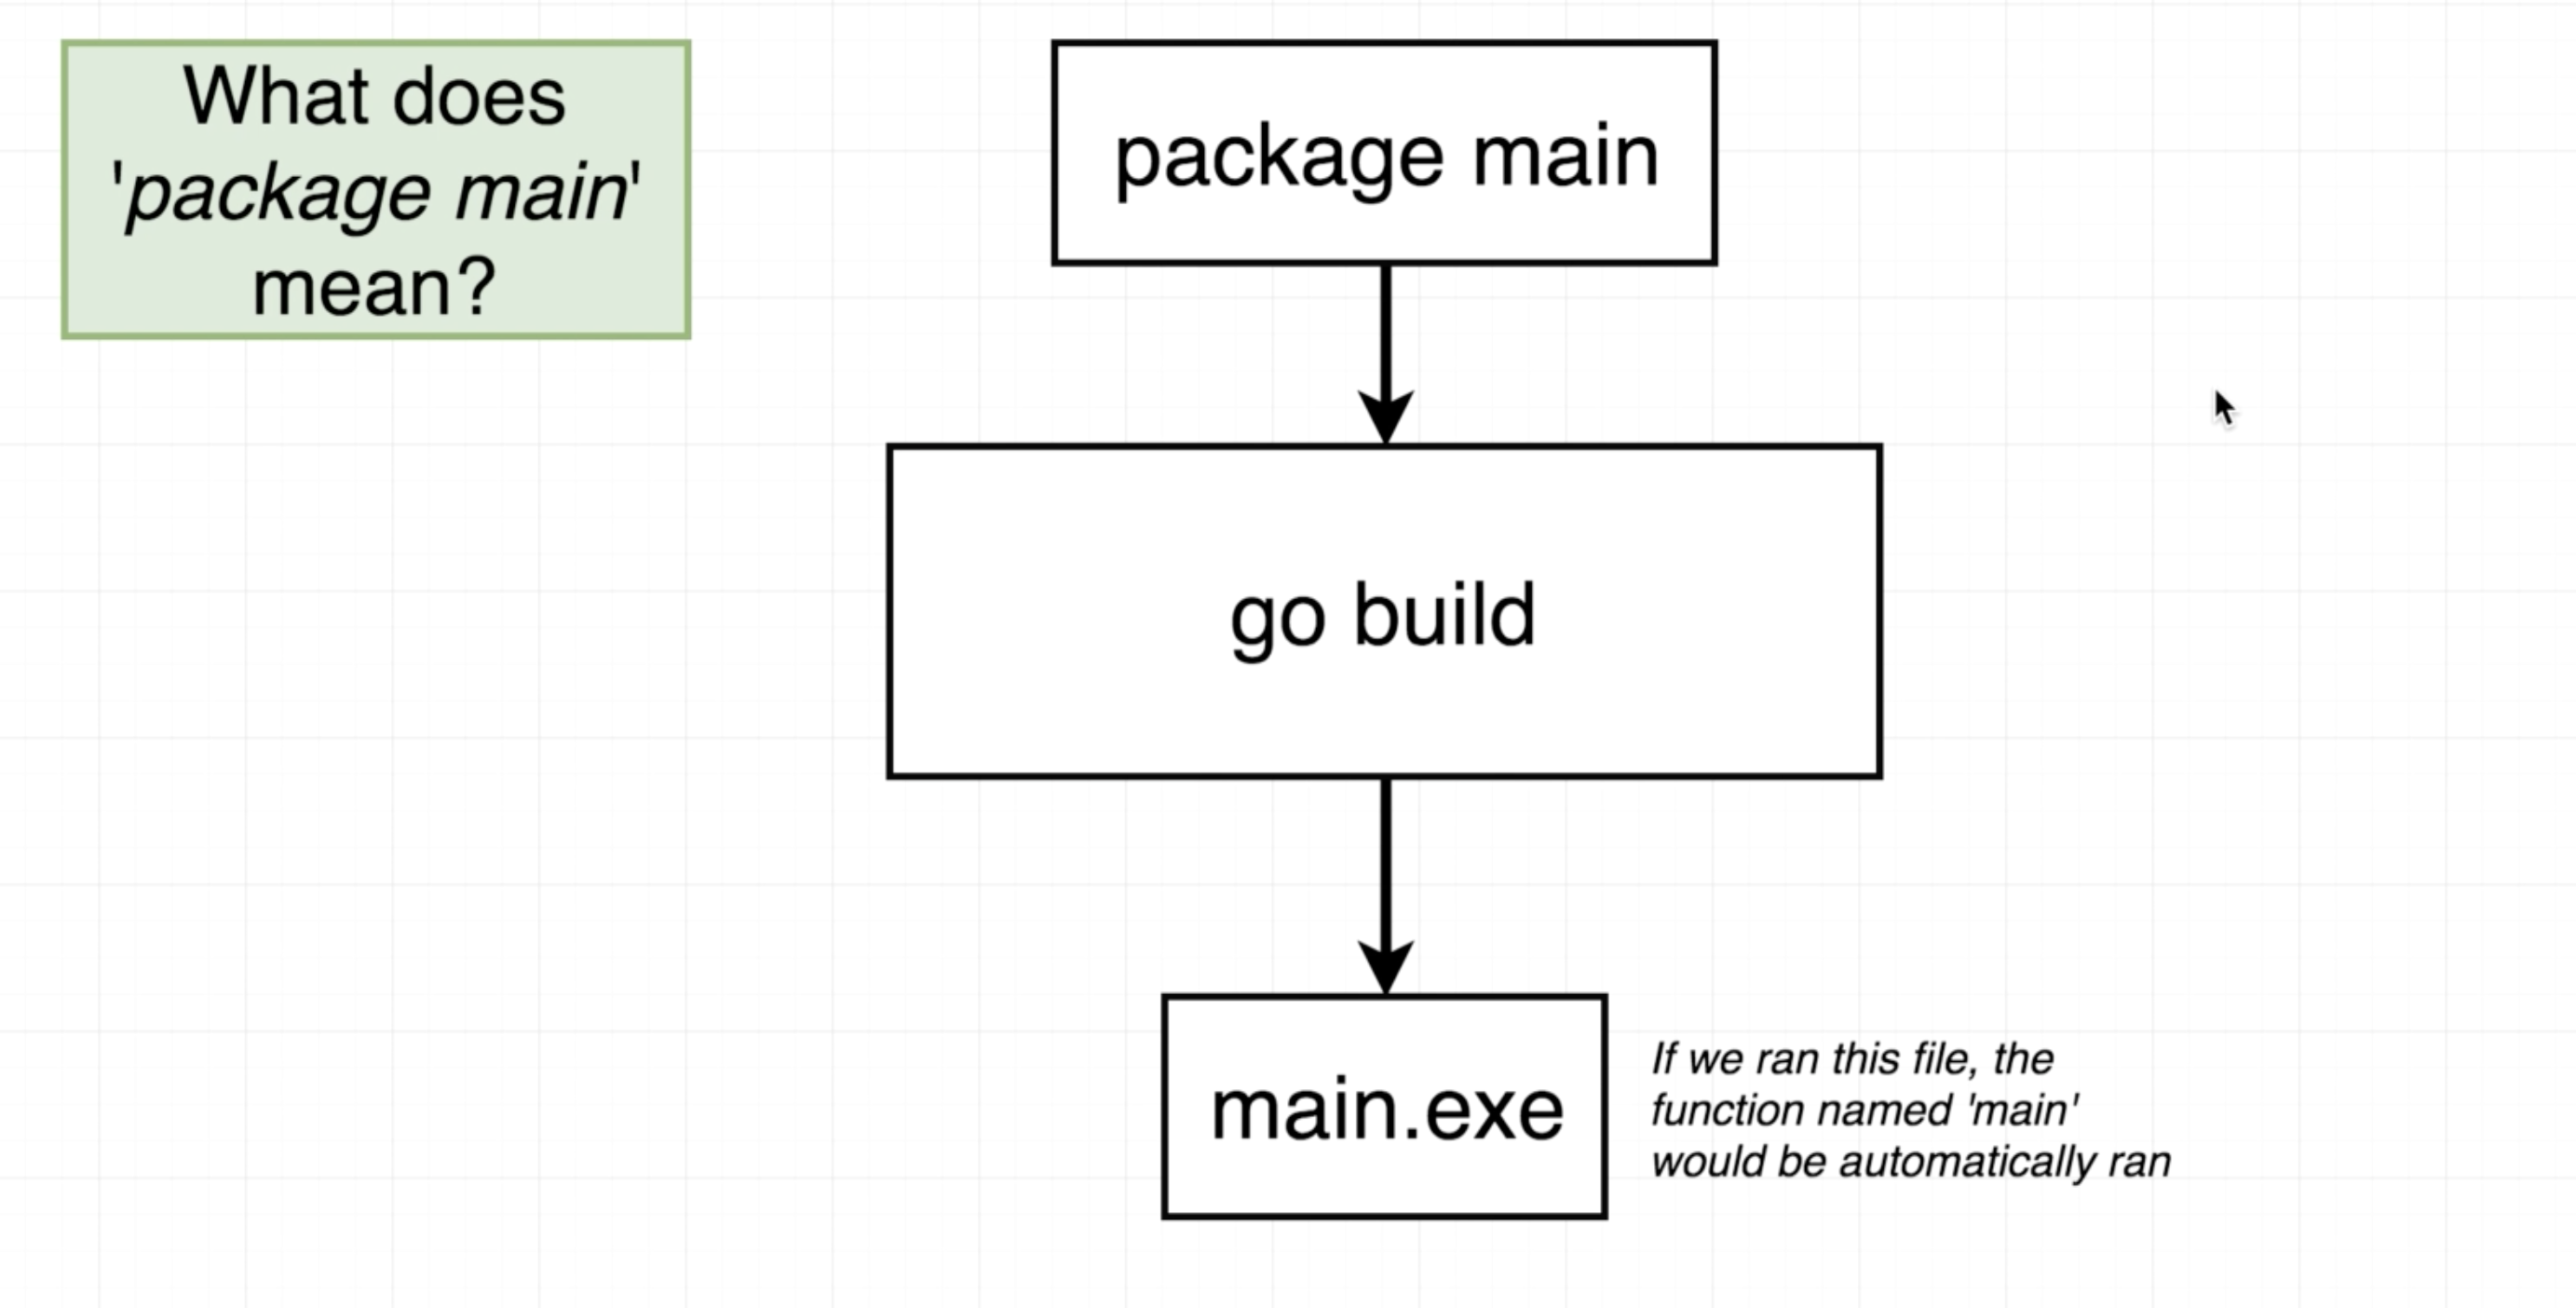 What does
'package main'
mean?
package main
go build
main.exe
If we ran this file, the
function named 'main'
would be automatically ran